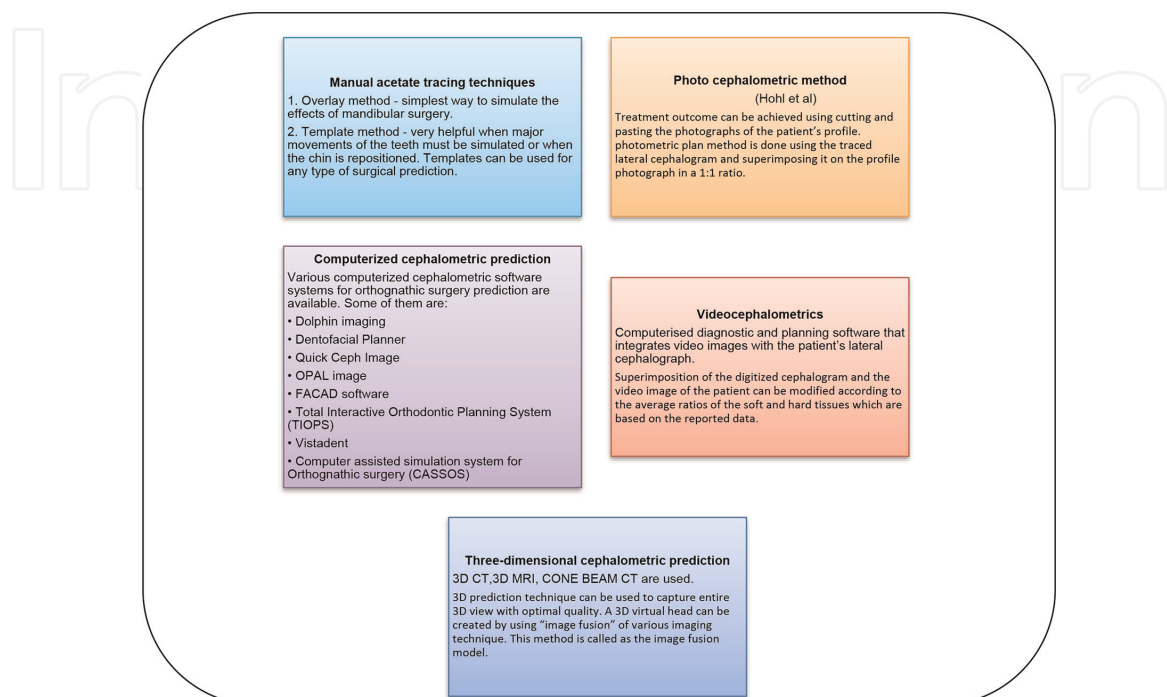 Manual acetate tracing techniques
1. Overlay method - simplest way to simulate the
effects of mandibular surgery.
2. Template method - very helpful when major
movements of the teeth must be simulated or when
the chin is repositioned. Templates can be used for
any type of surgical prediction.
Photo cephalometric method
(Hohl et al)
Treatment outcome can be achieved using cutting and
pasting the photographs of the patient's profile.
photometric plan method is done using the traced
lateral cephalogram and superimposing it on the profile
photograph in a 1:1 ratio.
Computerized cephalometric prediction
Various computerized cephalometric software
systems for orthognathic surgery prediction are
available. Some of them are:
• Dolphin imaging
• Dentofacial Planner
• Quick Ceph Image
• OPAL image
• FACAD software
• Total Interactive Orthodontic Planning System
(TIOPS)
• Vistadent
• Computer assisted simulation system for
Orthognathic surgery (CASSOS)
Videocephalometrics
Computerised diagnostic and planning software that
integrates video images with the patient's lateral
cephalograph.
Superimposition of the digitized cephalogram and the
video image of the patient can be modified according to
the average ratios of the soft and hard tissues which are
based on the reported data.
Three-dimensional cephalometric prediction
3D CT,3D MRI, CONE BEAM CT are used.
3D prediction technique can be used to capture entire
3D view with optimal quality. A 3D virtual head can be
created by using "image fusion" of various imaging
technique. This method is called as the image fusion
model.